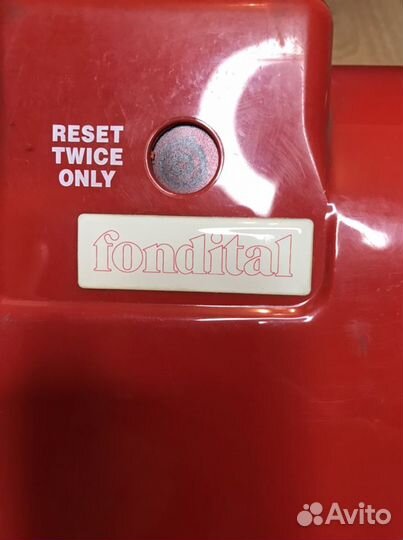 RESET
TWICE
ONLY
fondital
Avito